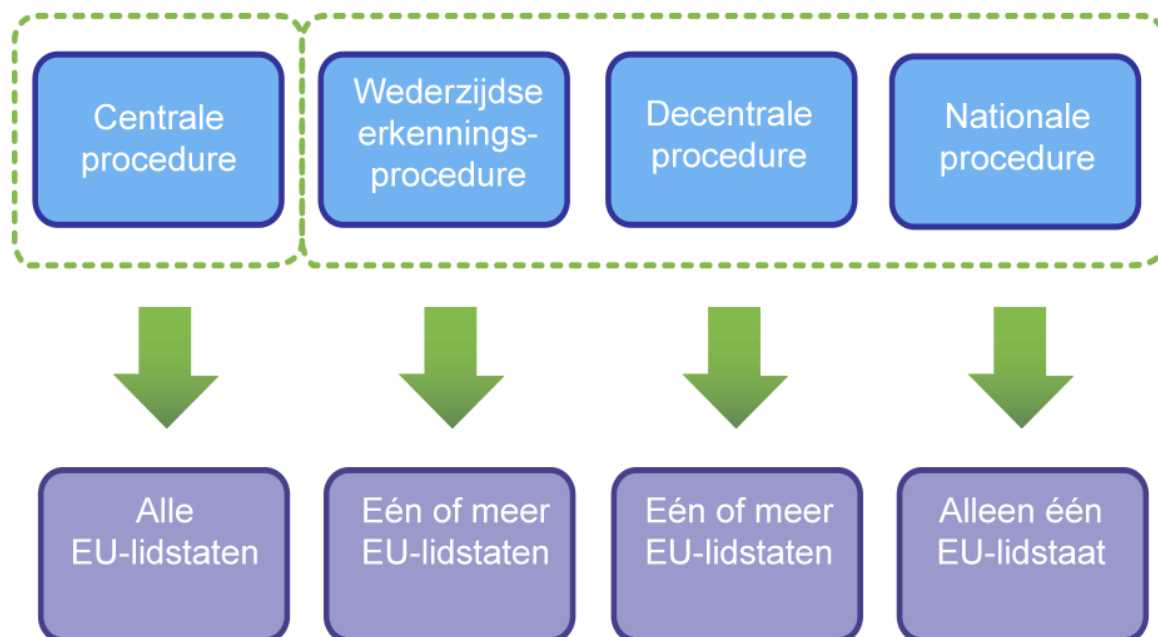 Centrale
procedure
Wederzijdse
erkennings-
procedure
Decentrale
procedure
Nationale
procedure
Alle
EU-lidstaten
Eén of meer
EU-lidstaten
Eén of meer
EU-lidstaten
Alleen één
EU-lidstaat